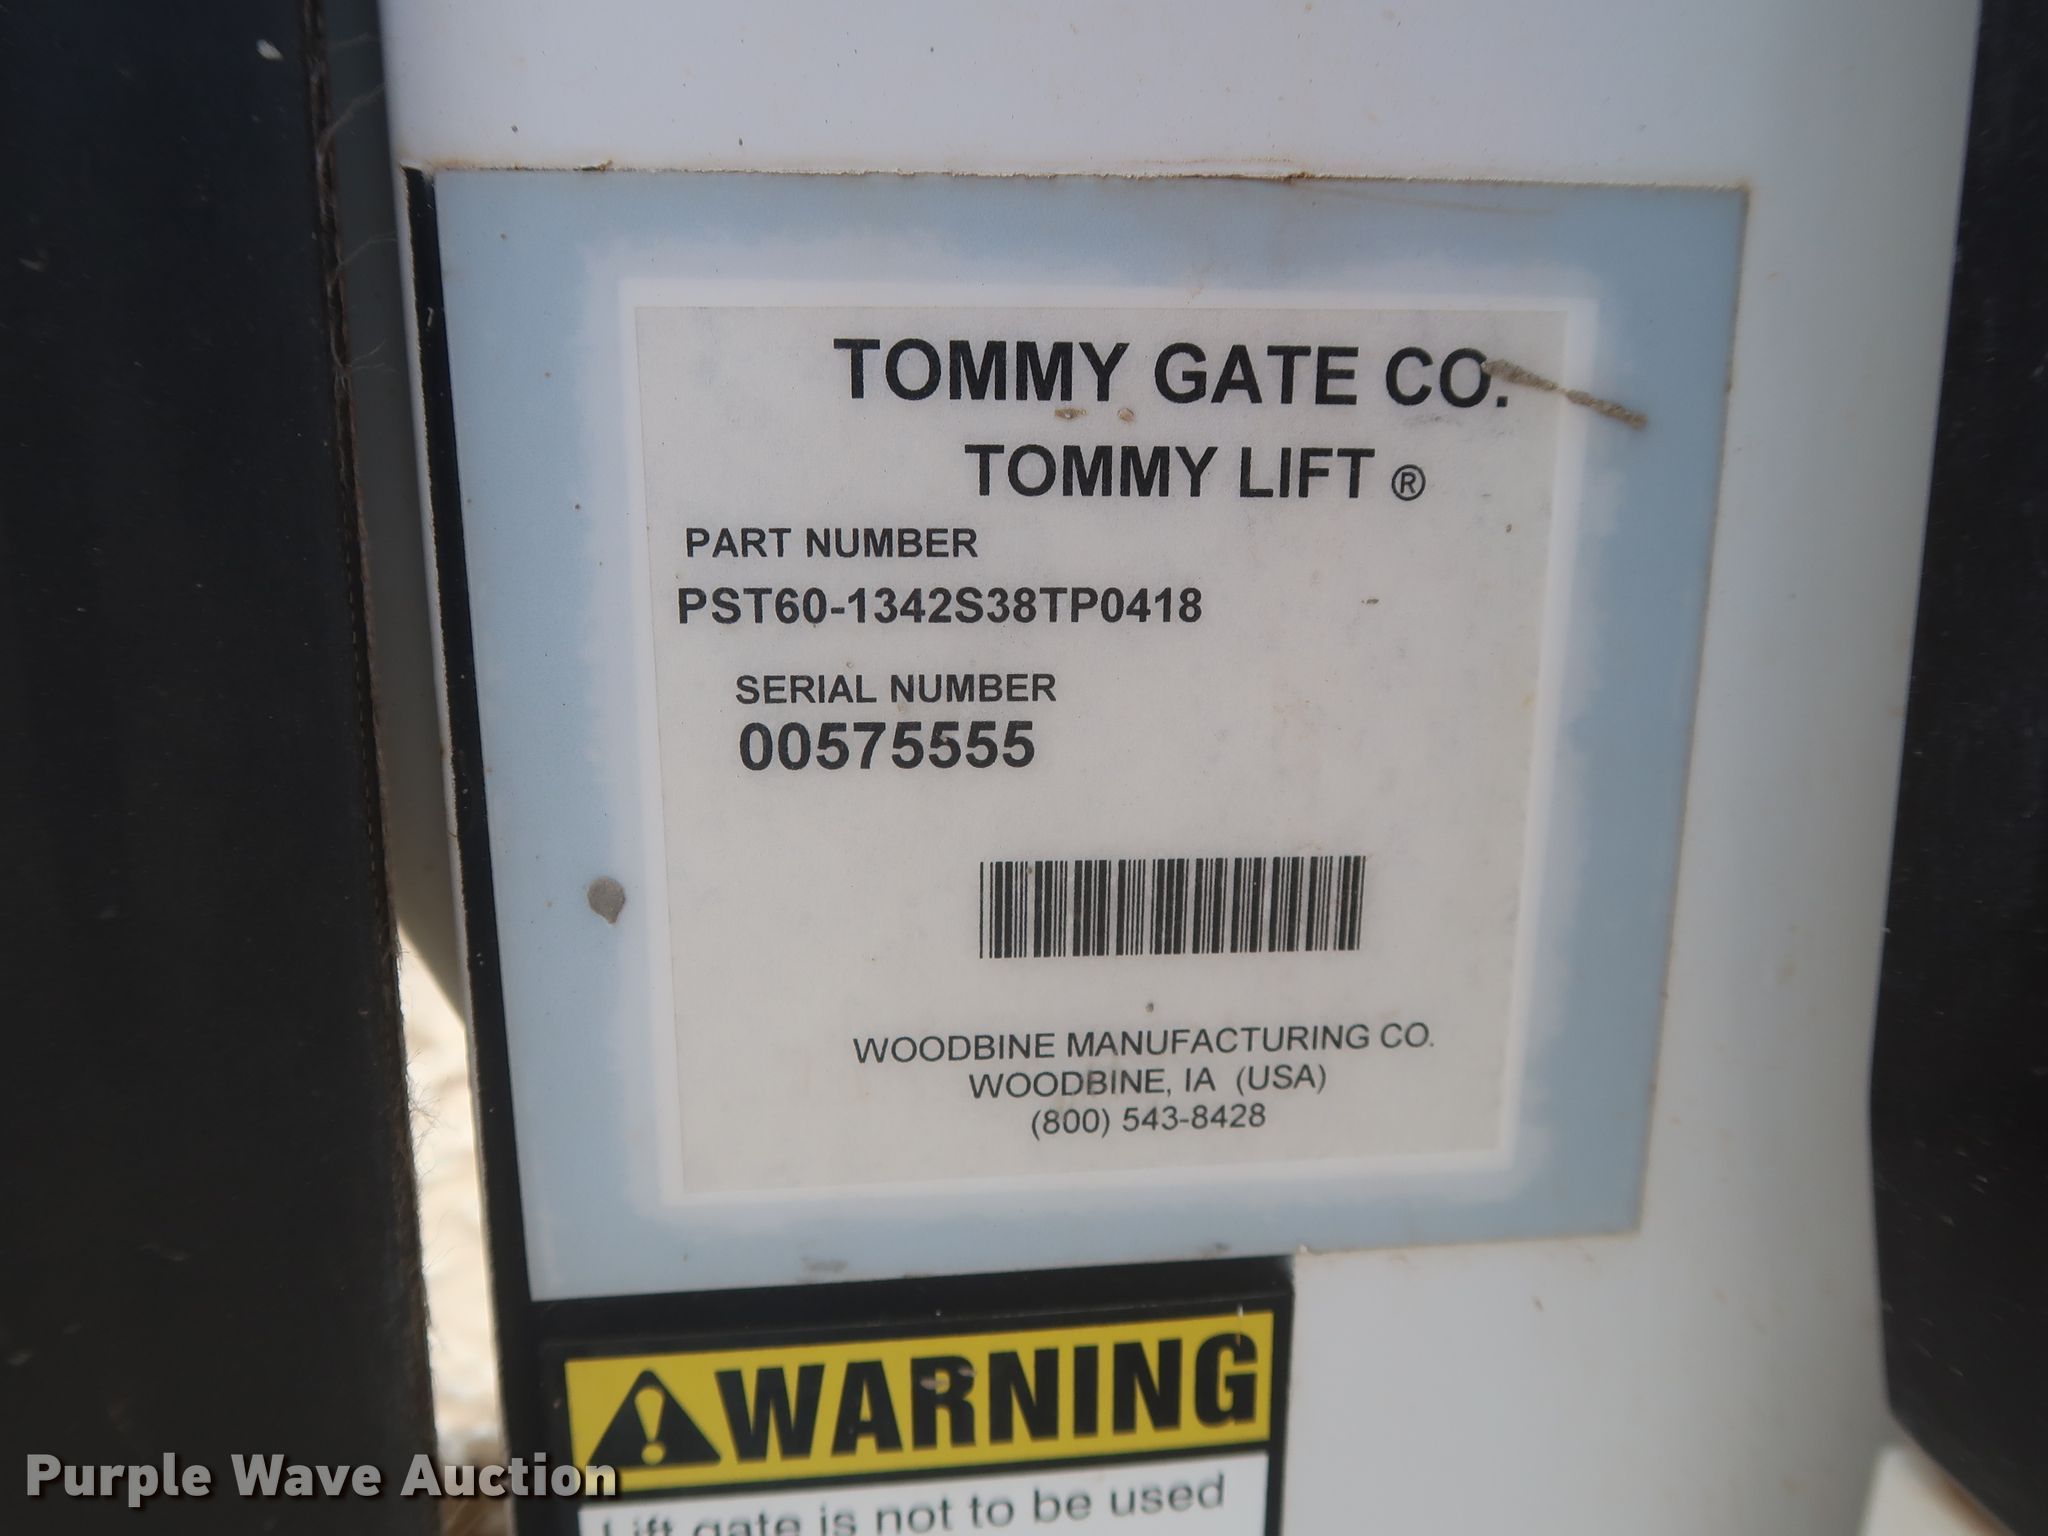 TOMMY GATE CO.
TOMMY LIFT ®
PART NUMBER
PST60-1342S38TP0418
SERIAL NUMBER
00575555
WOODBINE MANUFACTURING CO.
WOODBINE, IA (USA)
(800) 543-8428
WARNING
Lift gate is not to be used
Purple Wave Auction